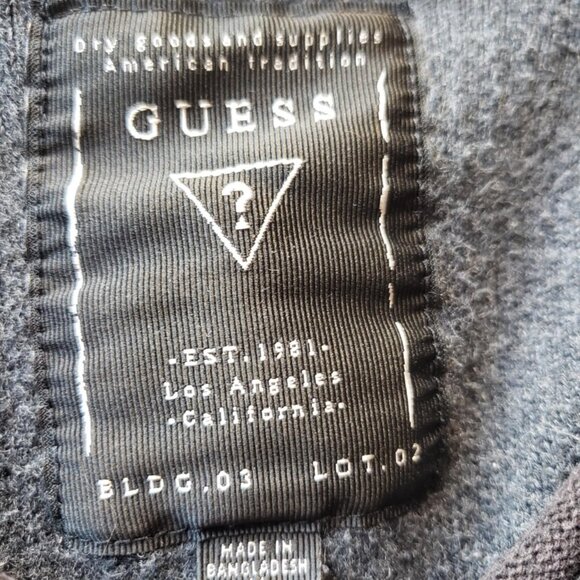 Dry goods and supplies
American tradition
GUESS
?
-EST.1981-
Los Angeles
-California-
BLDG.03 LOT.02
MADE IN
BANGLADESH